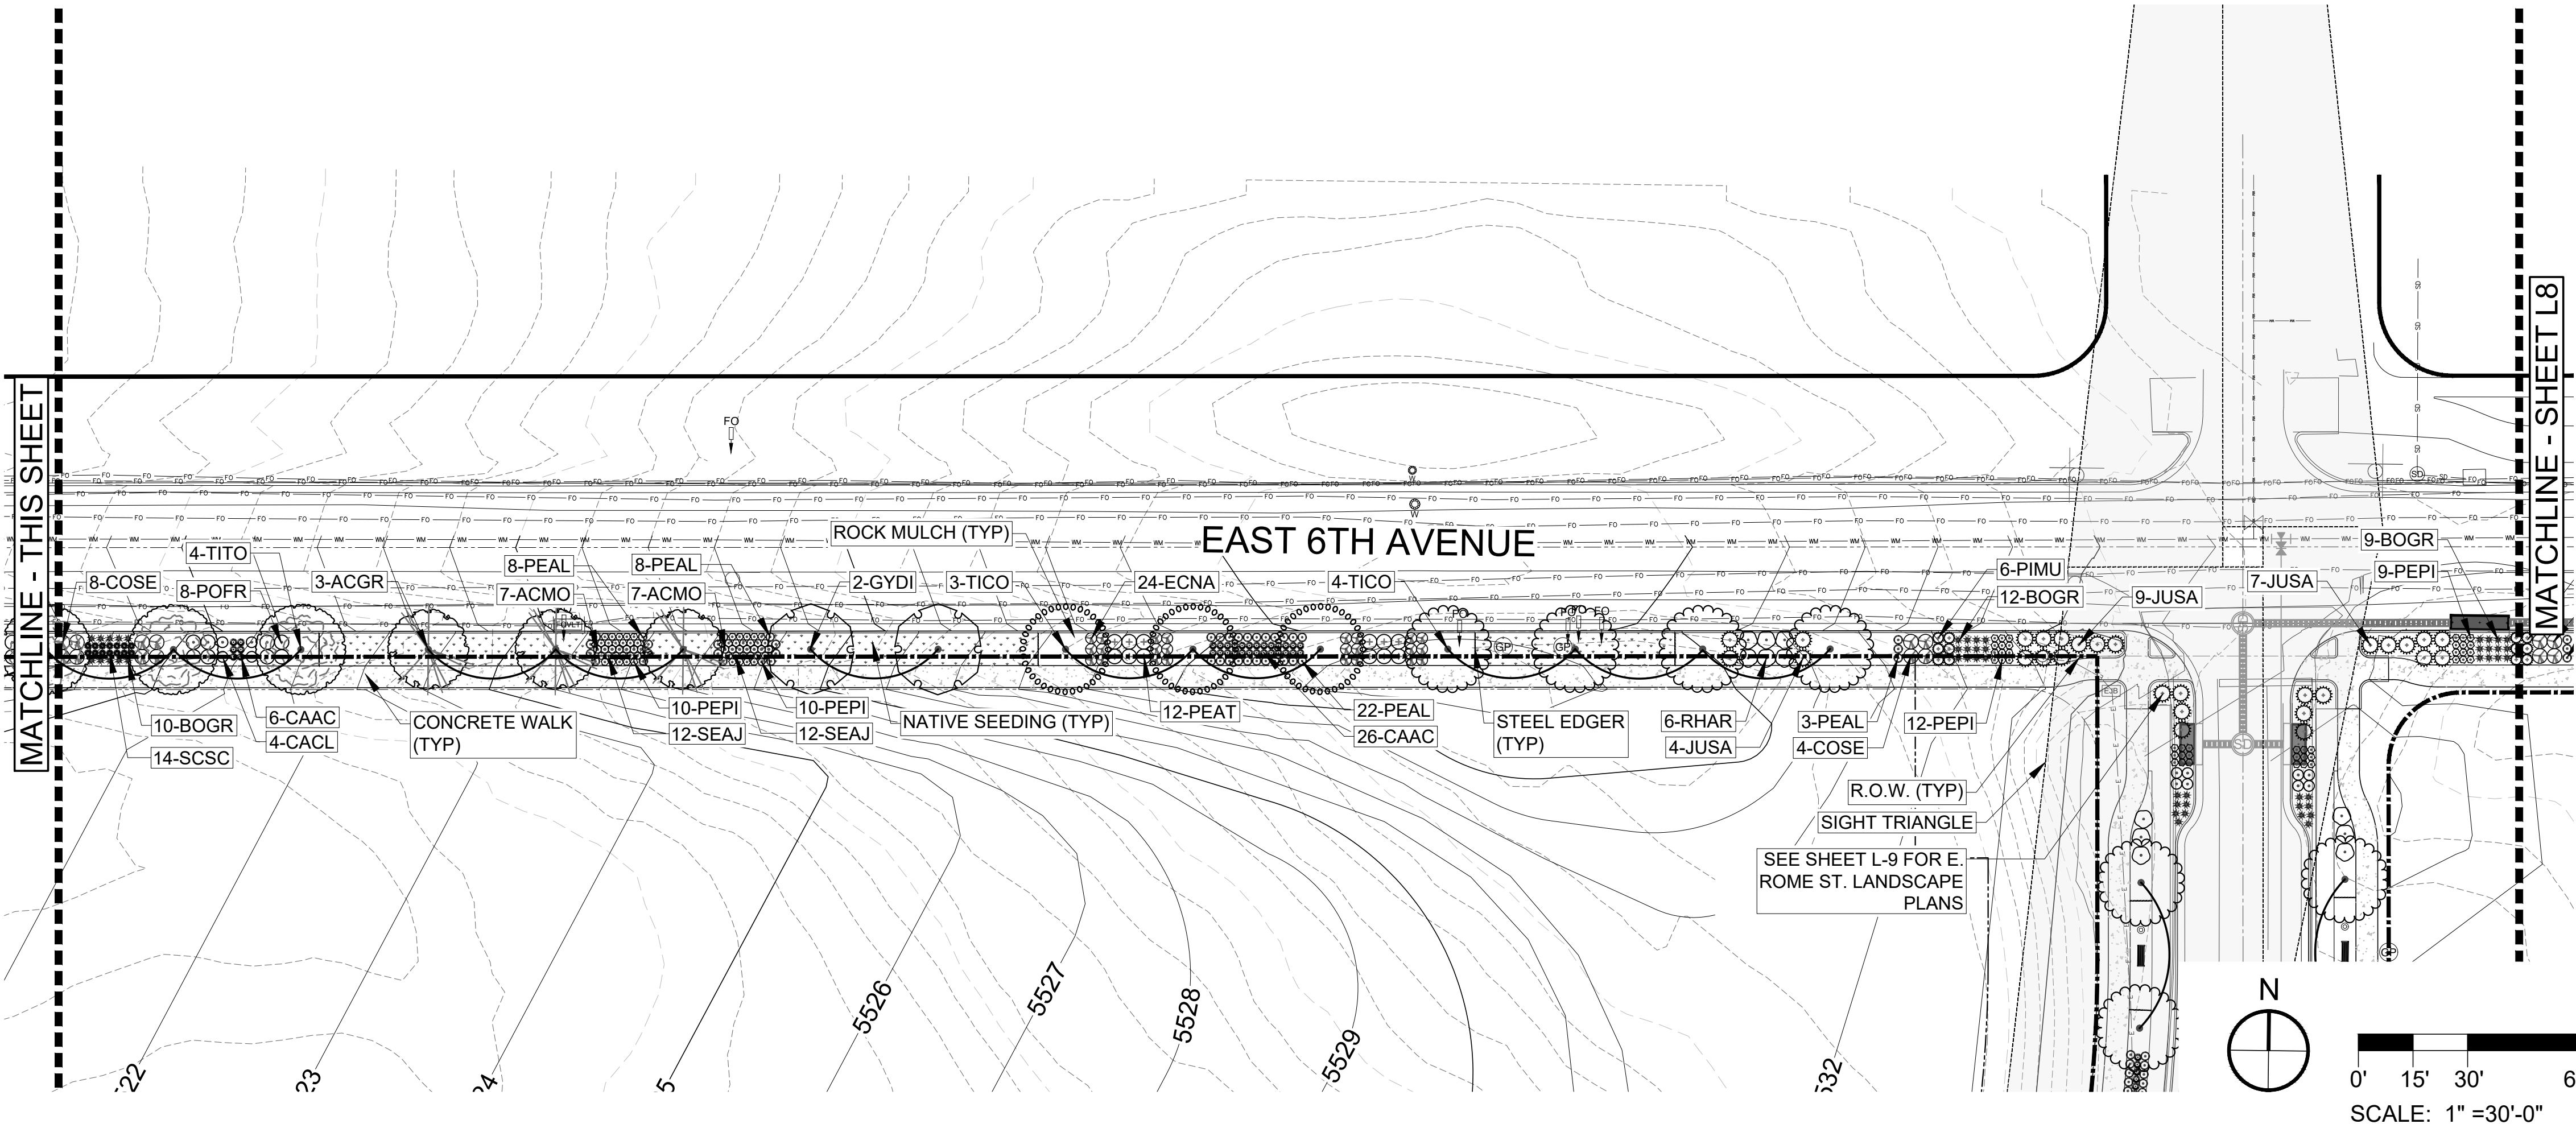 MATCHLINE - THIS SHEET
MATCHLINE - SHEET L8
FO
EAST 6TH AVENUE
ROCK MULCH (TYP)
4-TITO
8-COSE
8-POFR
3-ACGR
8-PEAL
7-ACMO
8-PEAL
7-ACMO
2-GYDI
3-TICO
24-ECNA
4-TICO
6-PIMU
12-BOGR
9-JUSA
7-JUSA
9-BOGR
9-PEPI
10-BOGR
14-SCSC
6-CAAC
4-CACL
CONCRETE WALK
(TYP)
10-PEPI
12-SEAJ
10-PEPI
12-SEAJ
NATIVE SEEDING (TYP)
12-PEAT
22-PEAL
26-CAAC
STEEL EDGER
(TYP)
6-RHAR
4-JUSA
3-PEAL
4-COSE
12-PEPI
R.O.W. (TYP)
SIGHT TRIANGLE
SEE SHEET L-9 FOR E.
ROME ST. LANDSCAPE
PLANS
W
WM
SD
GP
5526
5527
5528
5529
N
0' 15' 30'
SCALE: 1" =30'-0"